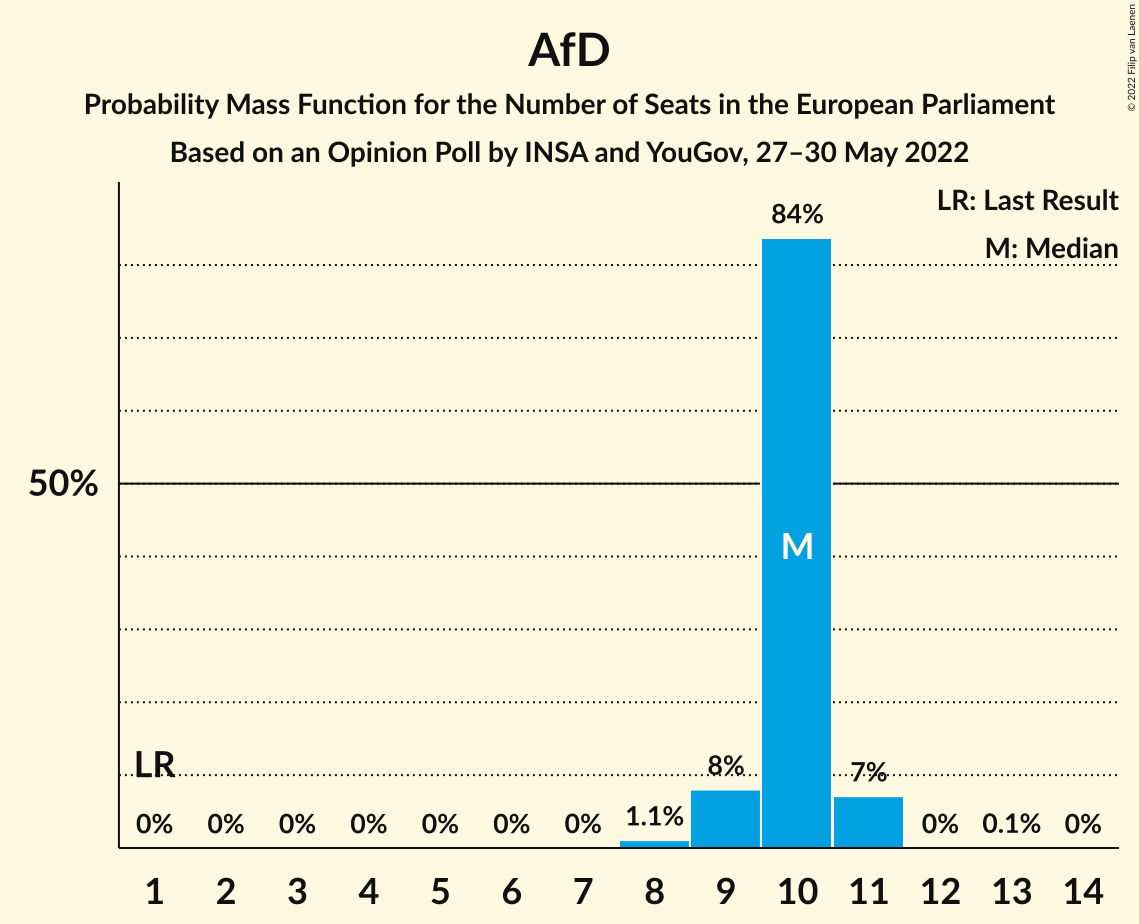 AfD
Probability Mass Function for the Number of Seats in the European Parliament
Based on an Opinion Poll by INSA and YouGov, 27–30 May 2022
© 2022 Filip van Laenen
LR: Last Result
M: Median
84%
50%
M
LR
8%
7%
0% 0% 0% 0% 0% 0% 0% 1.1% 0% 0.1% 0%
1 2 3 4 5 6 7 8 9 10 11 12 13 14